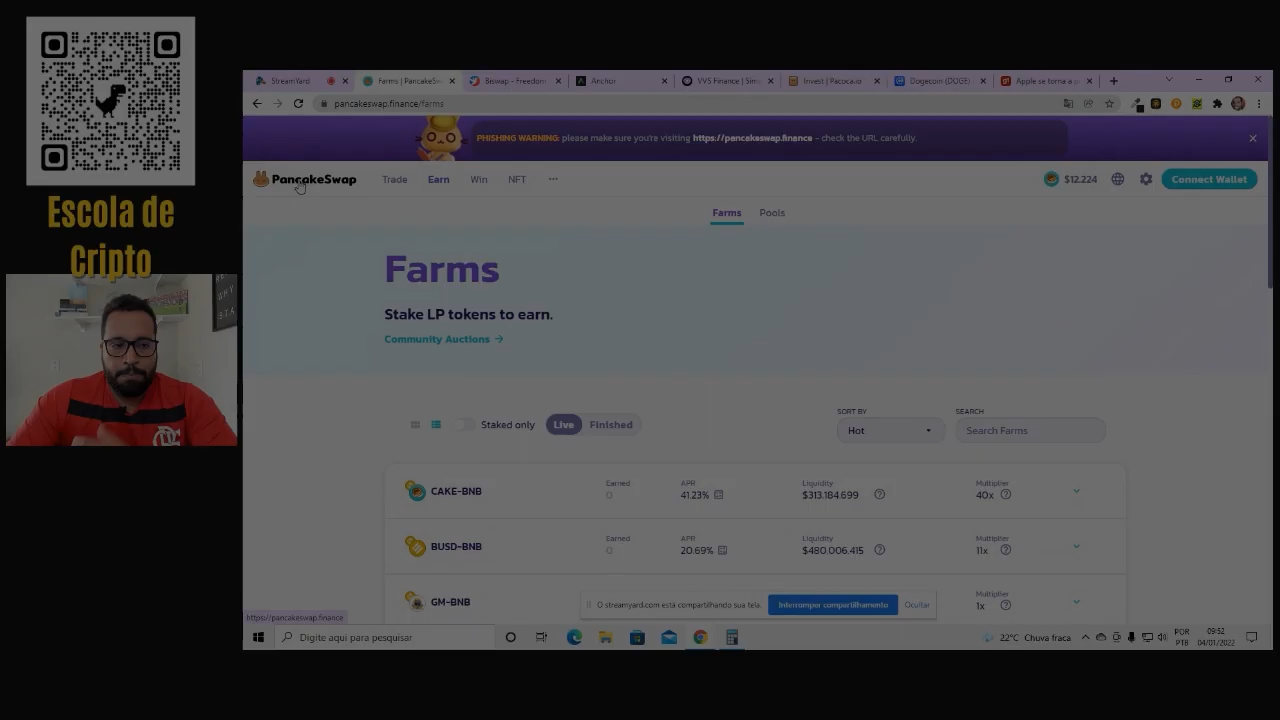 Escola de
Cripto
StreamYard
Farms | PancakeSw
Biswap - Freedom
Anchor
VVS Finance | Sim
Invest | Pacoca.io
Dogecoin (DOGE)
Apple se torna a
pancakeswap.finance/farms
PHISHING WARNING: please make sure you're visiting https://pancakeswap.finance - check the URL carefully.
PancakeSwap
Trade
Earn
Win
NFT
$12.224
Connect Wallet
Farms
Pools
Farms
Stake LP tokens to earn.
Community Auctions
Staked only
Live
Finished
SORT BY
Hot
SEARCH
Search Farms
CAKE-BNB
Earned
0
APR
41.23%
Liquidity
$313.184.699
Multiplier
40x
BUSD-BNB
Earned
0
APR
20.69%
Liquidity
$480.006.415
Multiplier
11x
GM-BNB
Multiplier
1x
O streamyard.com está compartilhando sua tela.
Interromper compartilhamento
Ocultar
https://pancakeswap.finance
Digite aqui para pesquisar
22°C Chuva fraca
POR
PTB
09:52
04/01/2022